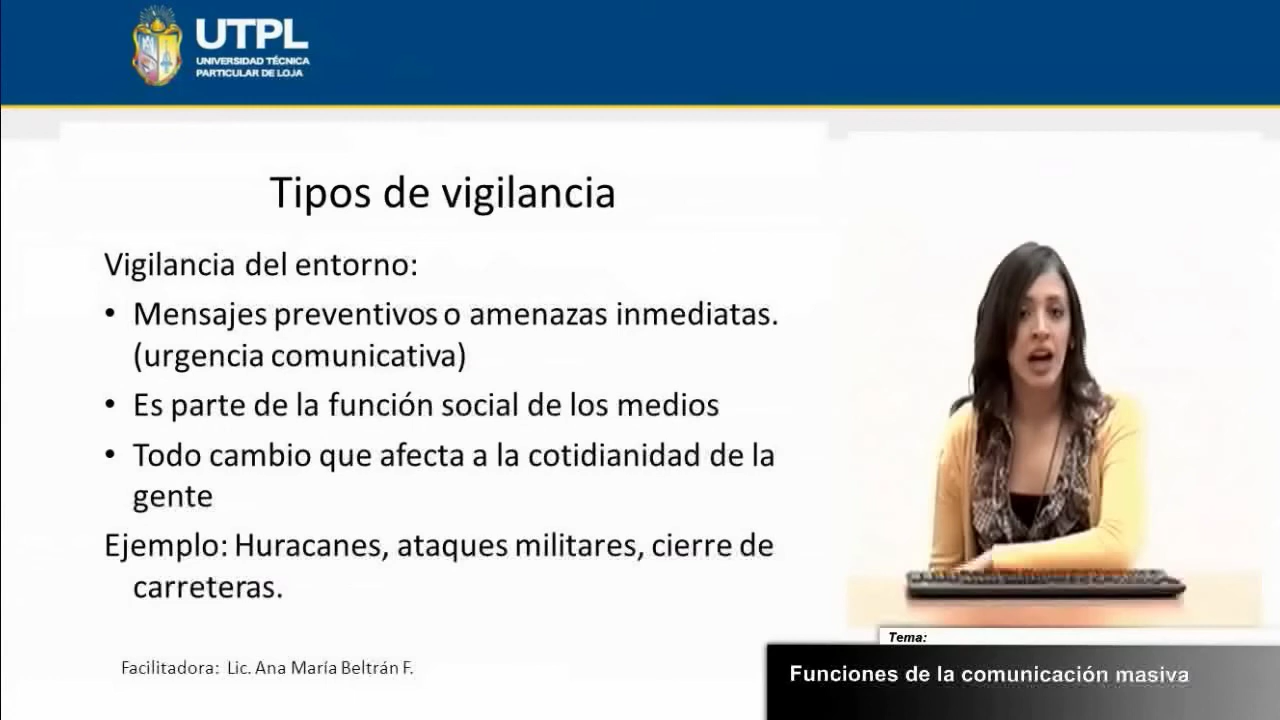 UTPL
UNIVERSIDAD TÉCNICA
PARTICULAR DE LOJA
Tipos de vigilancia
Vigilancia del entorno:
• Mensajes preventivos o amenazas inmediatas.
(urgencia comunicativa)
• Es parte de la función social de los medios
• Todo cambio que afecta a la cotidianidad de la
gente
Ejemplo: Huracanes, ataques militares, cierre de
carreteras.
Facilitadora: Lic. Ana María Beltrán F.
Tema:
Funciones de la comunicación masiva